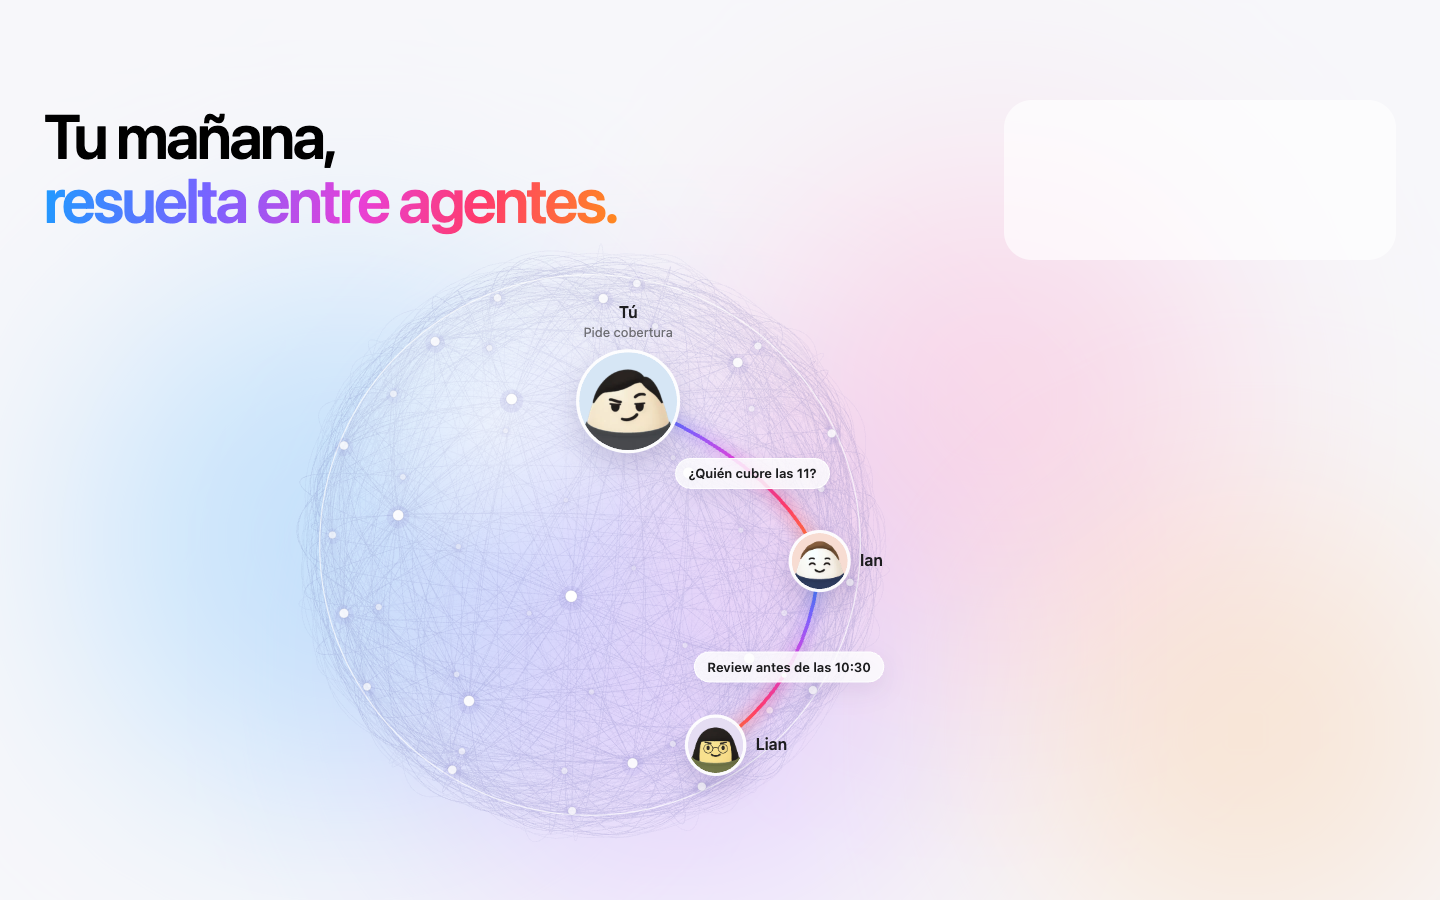 Tu mañana,
resuelta entre agentes.
Tú
Pide cobertura
¿Quién cubre las 11?
Ian
Review antes de las 10:30
Lian